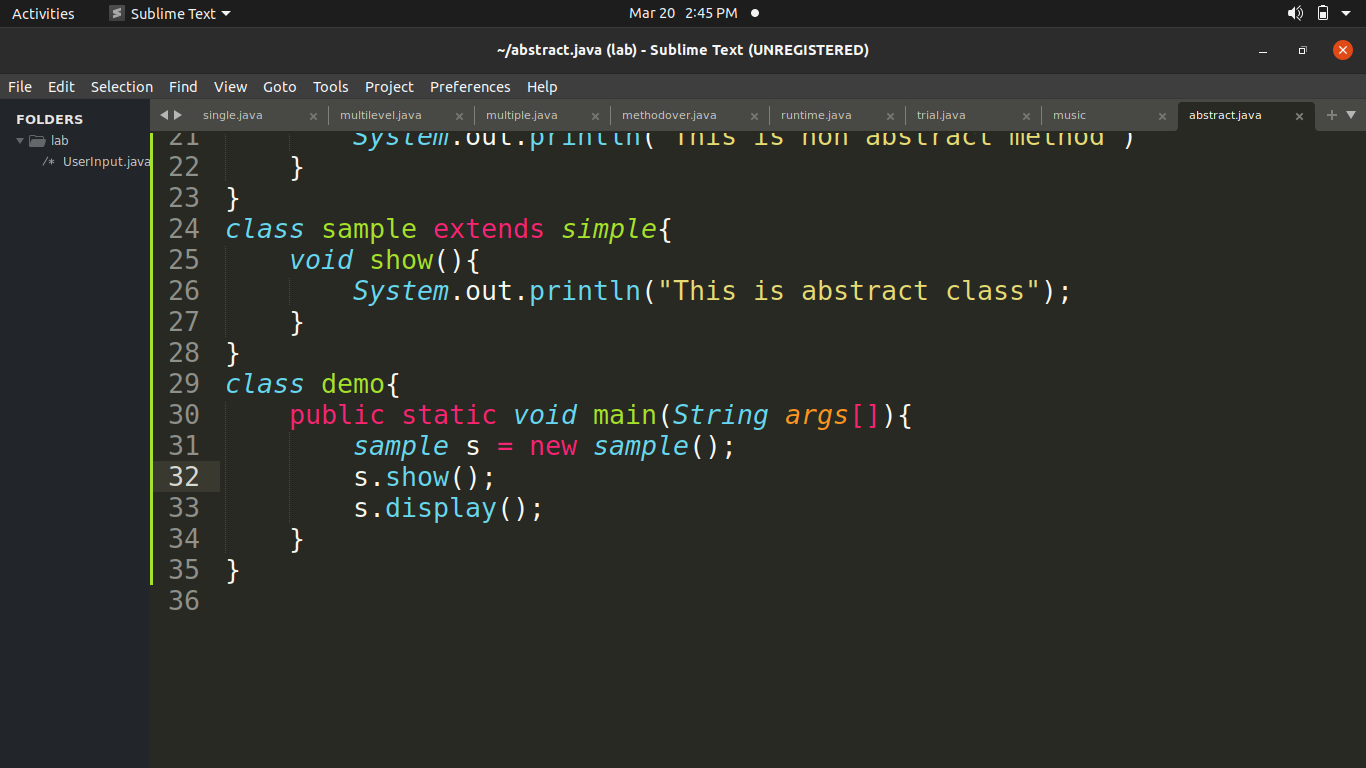 Activities Sublime Text Mar 20 2:45 PM
~/abstract.java (lab) - Sublime Text (UNREGISTERED)
File Edit Selection Find View Goto Tools Project Preferences Help
FOLDERS
lab
/* UserInput.java
single.java × multilevel.java × multiple.java × methodover.java × runtime.java × trial.java × music × abstract.java × +
21 System.out.println("This is non abstract method")
22 }
23 }
24 class sample extends simple{
25 void show(){
26 System.out.println("This is abstract class");
27 }
28 }
29 class demo{
30 public static void main(String args[]){
31 sample s = new sample();
32 s.show();
33 s.display();
34 }
35 }
36